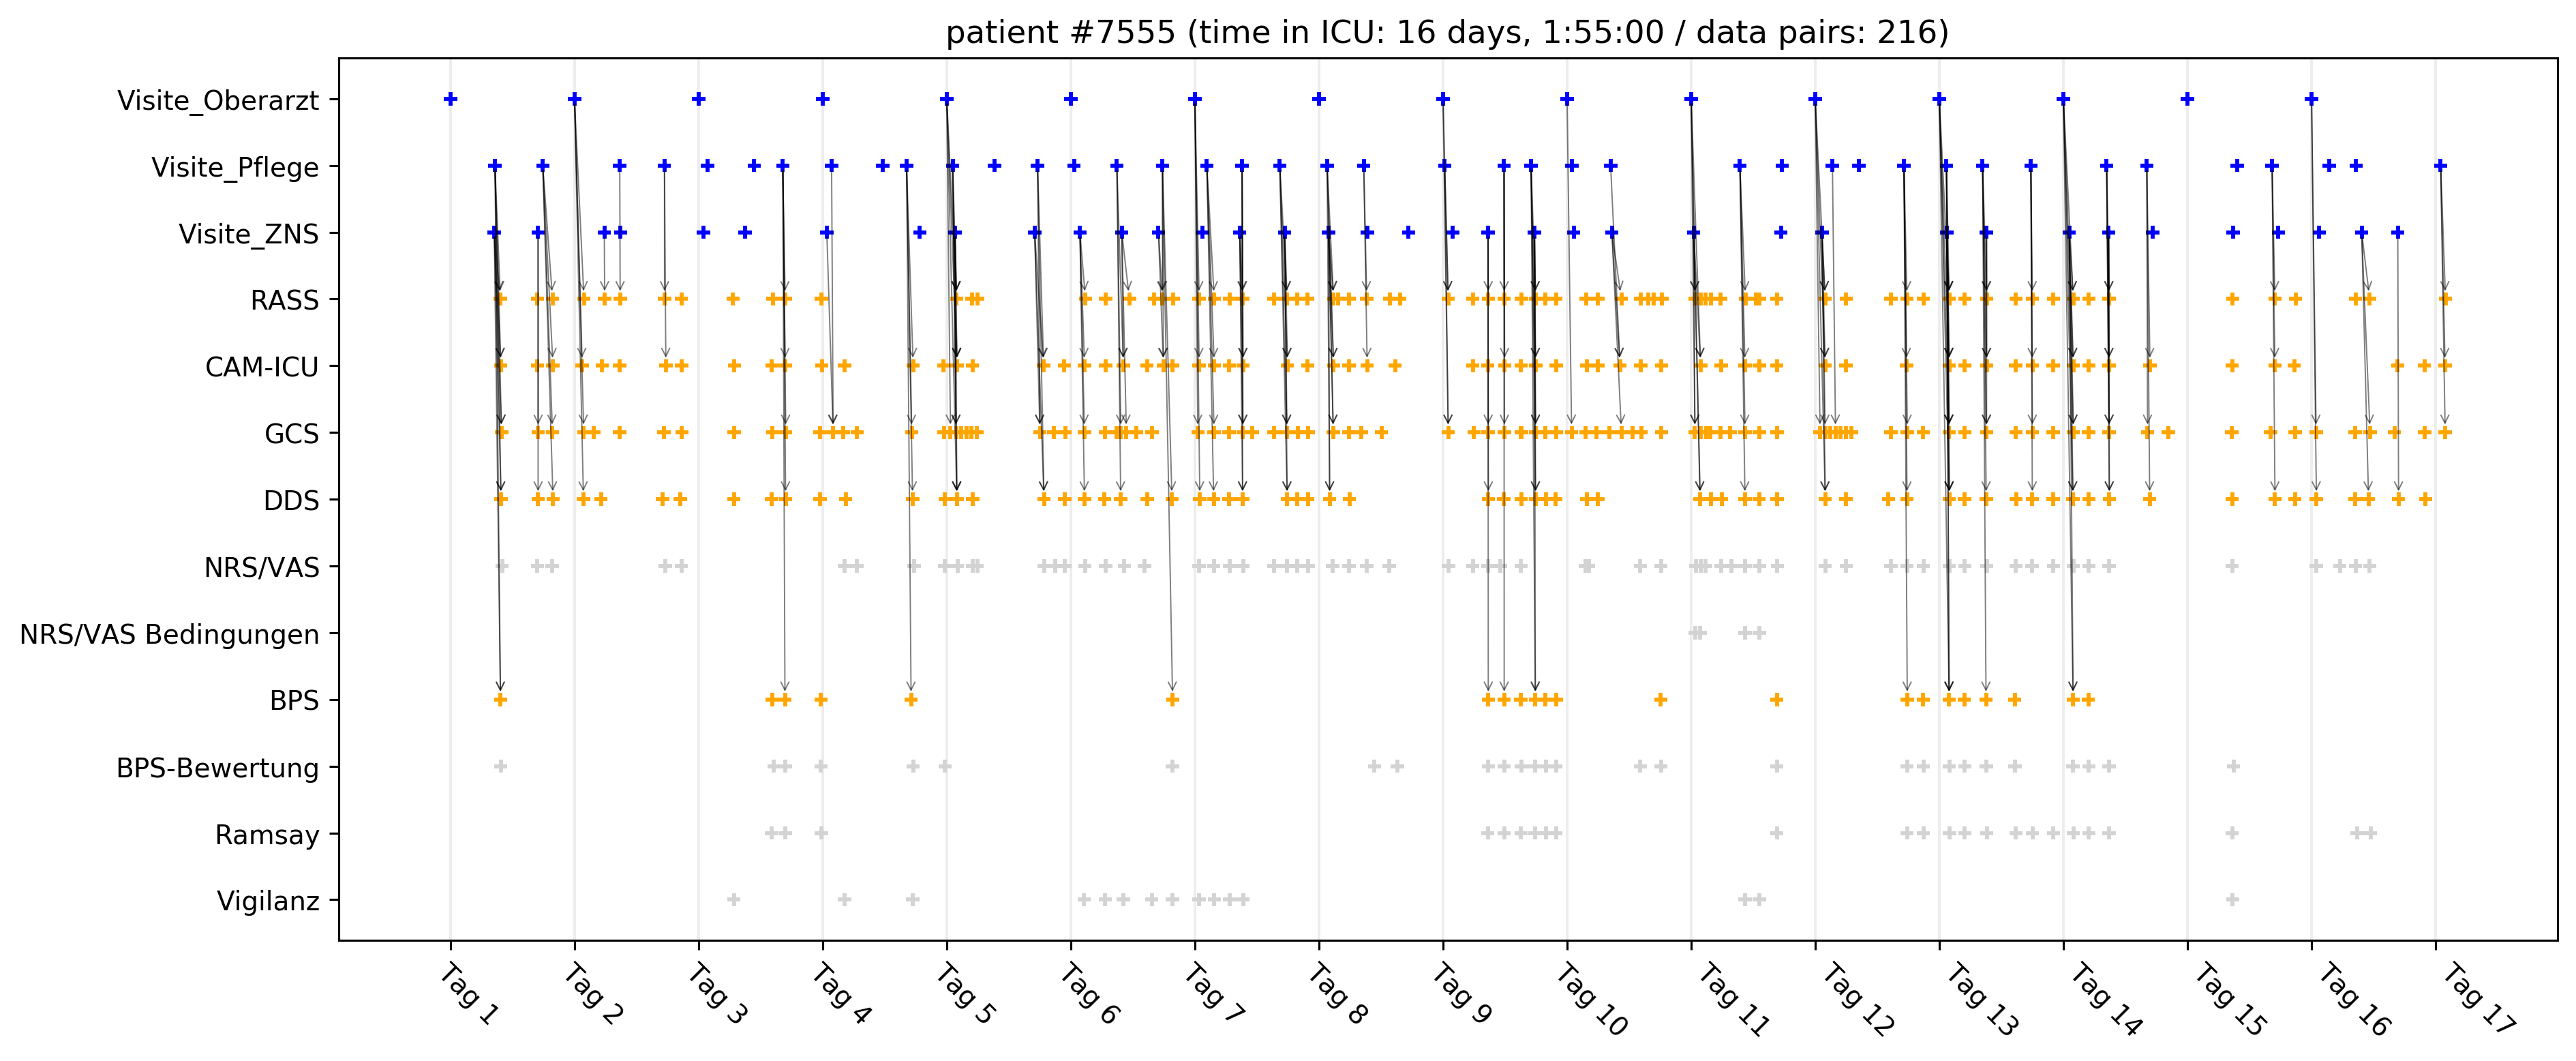 patient #7555 (time in ICU: 16 days, 1:55:00 / data pairs: 216)
Visite_Oberarzt
Visite_Pflege
Visite_ZNS
RASS
CAM-ICU
GCS
DDS
NRS/VAS
NRS/VAS Bedingungen
BPS
BPS-Bewertung
Ramsay
Vigilanz
Tag 1
Tag 2
Tag 3
Tag 4
Tag 5
Tag 6
Tag 7
Tag 8
Tag 9
Tag 10
Tag 11
Tag 12
Tag 13
Tag 14
Tag 15
Tag 16
Tag 17